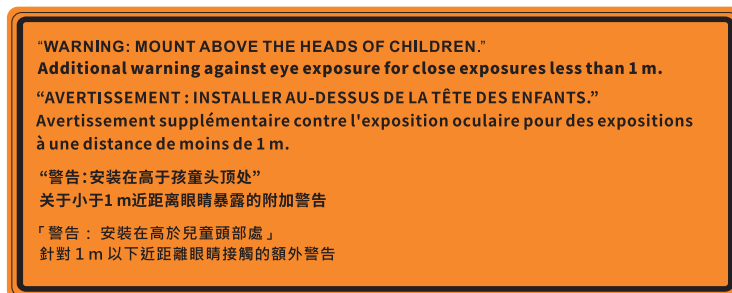 “WARNING: MOUNT ABOVE THE HEADS OF CHILDREN.”
Additional warning against eye exposure for close exposures less than 1 m.
“AVERTISSEMENT : INSTALLER AU-DESSUS DE LA TÊTE DES ENFANTS.”
Avertissement supplémentaire contre l'exposition oculaire pour des expositions
à une distance de moins de 1 m.
“警告:安装在高于孩童头顶处”
关于小于1 m近距离眼睛暴露的附加警告
「警告： 安裝在高於兒童頭部處」
針對 1 m 以下近距離眼睛接觸的額外警告